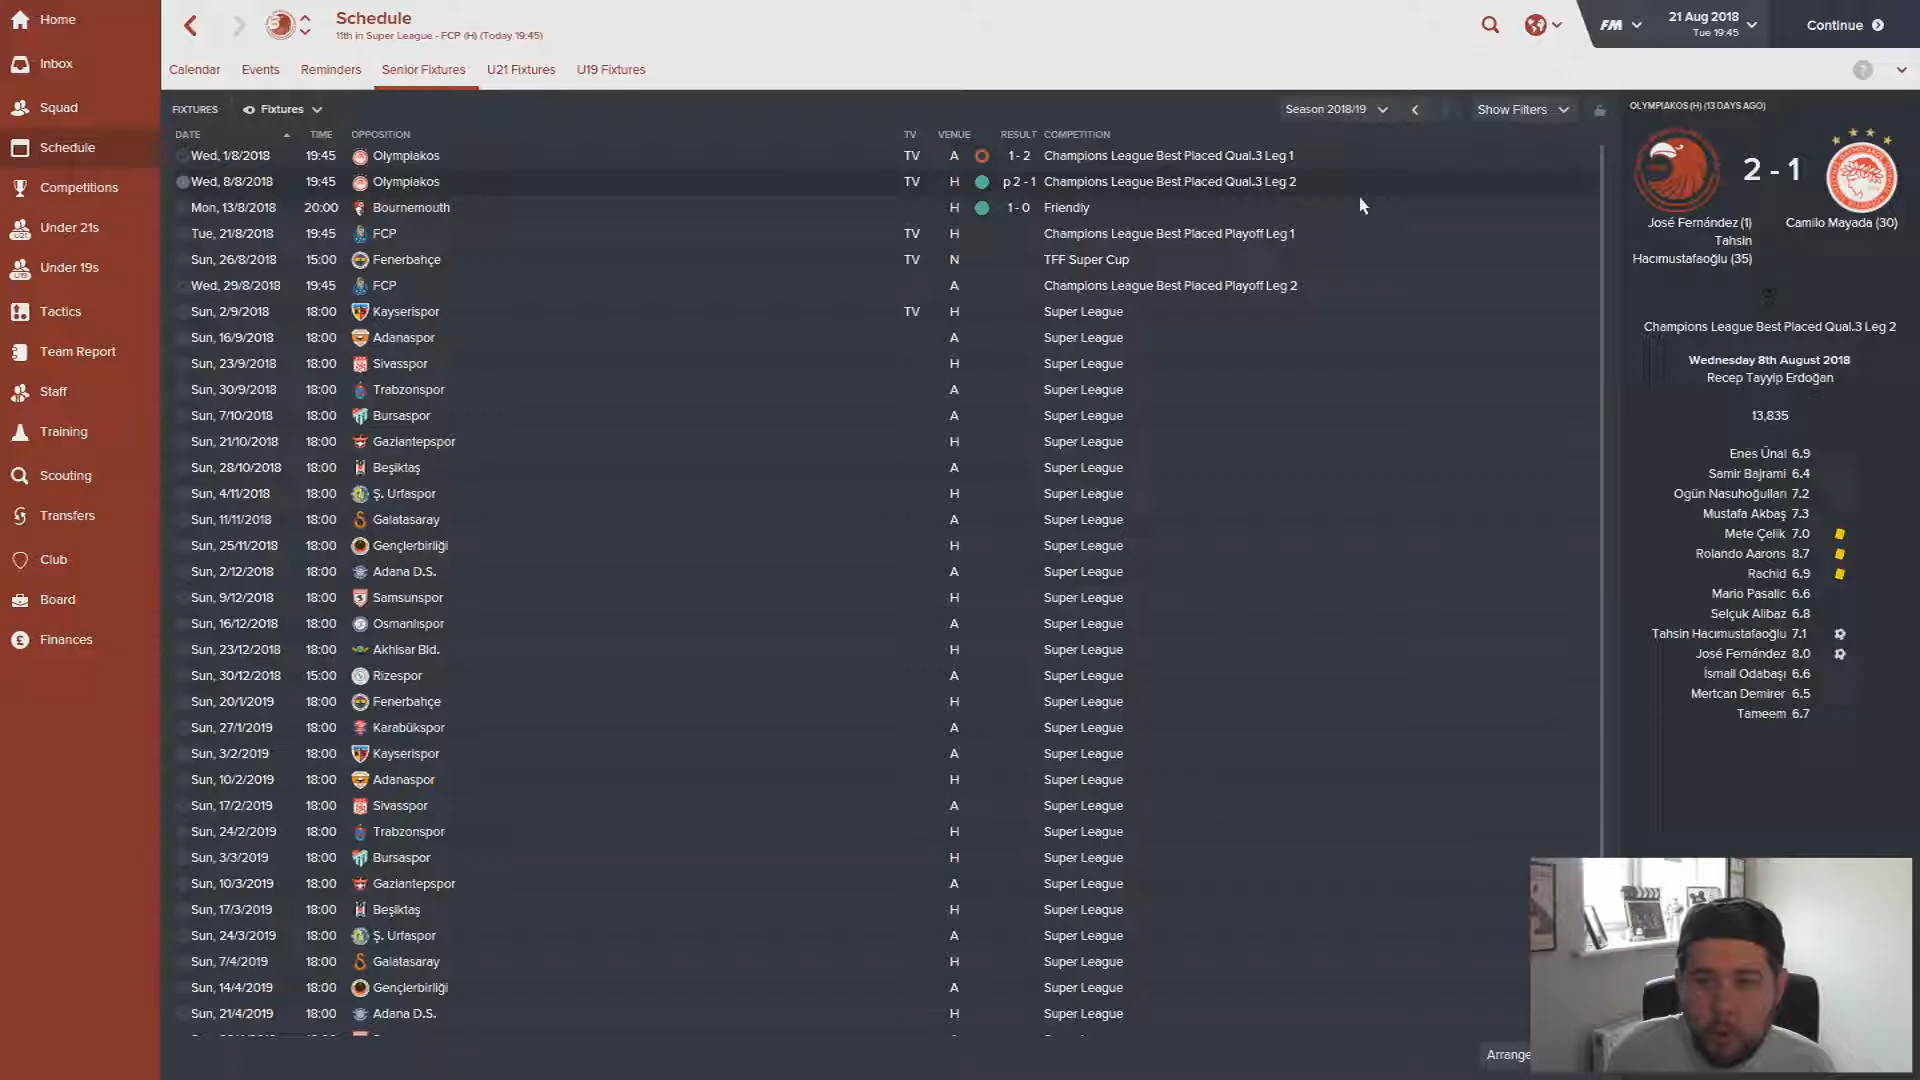 Home
Inbox
Squad
Schedule
Competitions
Under 21s
Under 19s
Tactics
Team Report
Staff
Training
Scouting
Transfers
Club
Board
Finances
Schedule
11th in Super League - FCP (H) (Today 19:45)
FM
21 Aug 2018
Tue 19:45
Continue
Calendar Events Reminders Senior Fixtures U21 Fixtures U19 Fixtures
FIXTURES Fixtures Season 2018/19 Show Filters
DATE TIME OPPOSITION TV VENUE RESULT COMPETITION
Wed, 1/8/2018 19:45 Olympiakos TV A 1 - 2 Champions League Best Placed Qual.3 Leg 1
Wed, 8/8/2018 19:45 Olympiakos TV H p 2 - 1 Champions League Best Placed Qual.3 Leg 2
Mon, 13/8/2018 20:00 Bournemouth H 1 - 0 Friendly
Tue, 21/8/2018 19:45 FCP TV H Champions League Best Placed Playoff Leg 1
Sun, 26/8/2018 15:00 Fenerbahçe TV N TFF Super Cup
Wed, 29/8/2018 19:45 FCP A Champions League Best Placed Playoff Leg 2
Sun, 2/9/2018 18:00 Kayserispor TV H Super League
Sun, 16/9/2018 18:00 Adanaspor A Super League
Sun, 23/9/2018 18:00 Sivasspor H Super League
Sun, 30/9/2018 18:00 Trabzonspor A Super League
Sun, 7/10/2018 18:00 Bursaspor A Super League
Sun, 21/10/2018 18:00 Gaziantepspor H Super League
Sun, 28/10/2018 18:00 Beşiktaş A Super League
Sun, 4/11/2018 18:00 Ş. Urfaspor H Super League
Sun, 11/11/2018 18:00 Galatasaray A Super League
Sun, 25/11/2018 18:00 Gençlerbirliği H Super League
Sun, 2/12/2018 18:00 Adana D.S. A Super League
Sun, 9/12/2018 18:00 Samsunspor H Super League
Sun, 16/12/2018 18:00 Osmanlıspor A Super League
Sun, 23/12/2018 18:00 Akhisar Bld. H Super League
Sun, 30/12/2018 15:00 Rizespor A Super League
Sun, 20/1/2019 18:00 Fenerbahçe H Super League
Sun, 27/1/2019 18:00 Karabükspor A Super League
Sun, 3/2/2019 18:00 Kayserispor A Super League
Sun, 10/2/2019 18:00 Adanaspor H Super League
Sun, 17/2/2019 18:00 Sivasspor A Super League
Sun, 24/2/2019 18:00 Trabzonspor H Super League
Sun, 3/3/2019 18:00 Bursaspor H Super League
Sun, 10/3/2019 18:00 Gaziantepspor A Super League
Sun, 17/3/2019 18:00 Beşiktaş H Super League
Sun, 24/3/2019 18:00 Ş. Urfaspor A Super League
Sun, 7/4/2019 18:00 Galatasaray H Super League
Sun, 14/4/2019 18:00 Gençlerbirliği A Super League
Sun, 21/4/2019 18:00 Adana D.S. H Super League
Arrange
OLYMPIAKOS (H) (13 DAYS AGO)
2 - 1
José Fernández (1) Camilo Mayada (30)
Tahsin
Hacımustafaoğlu (35)
Champions League Best Placed Qual.3 Leg 2
Wednesday 8th August 2018
Recep Tayyip Erdoğan
13,835
Enes Ünal 6.9
Samir Bajrami 6.4
Ogün Nasuhoğulları 7.2
Mustafa Akbaş 7.3
Mete Çelik 7.0
Rolando Aarons 8.7
Rachid 6.9
Mario Pasalic 6.6
Selçuk Alibaz 6.8
Tahsin Hacımustafaoğlu 7.1
José Fernández 8.0
İsmail Odabaşı 6.6
Mertcan Demirer 6.5
Tameem 6.7